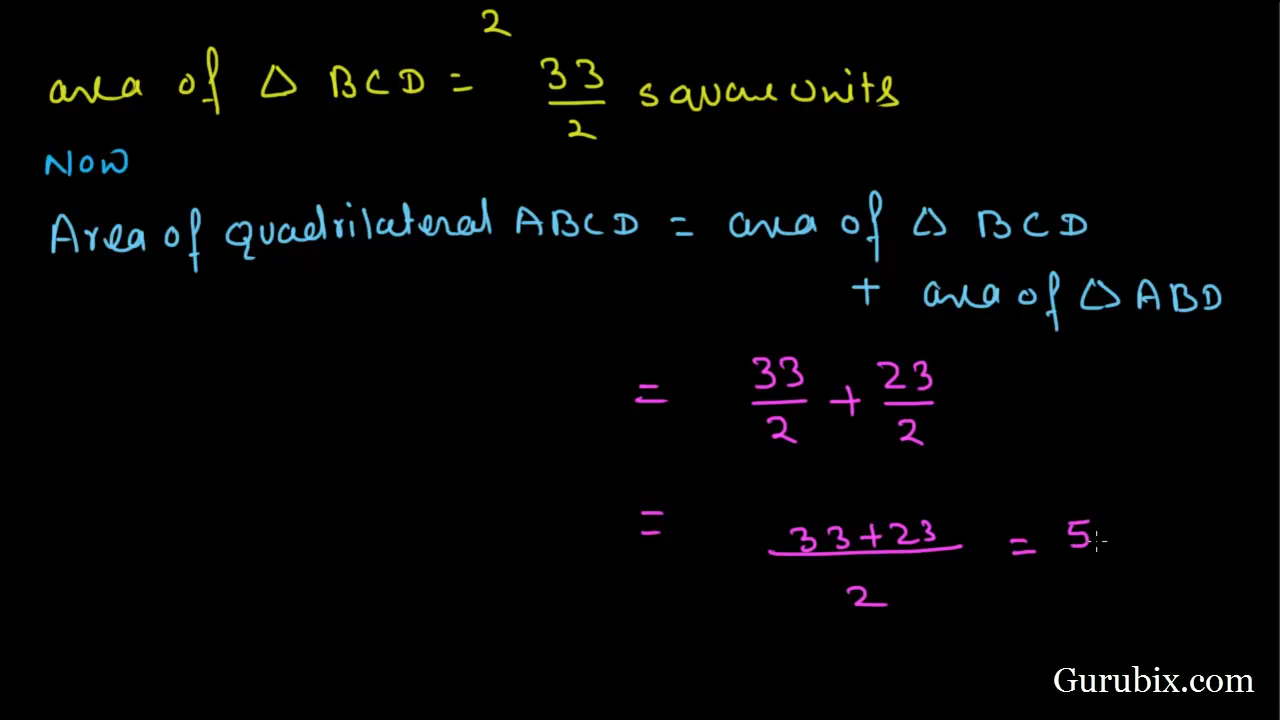 2
area of △ BCD = 33/2 square units
Now
Area of quadrilateral ABCD = area of △ BCD
+ area of △ ABD
= 33/2 + 23/2
= 33+23/2 = 5
Gurubix.com